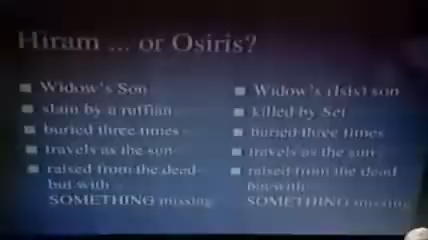 Hiram ... or Osiris?
Widow's Son
slain by a ruffian
buried three times
travels as the sun
raised from the dead
but with
SOMETHING missing
Widow's (Isis) son
killed by Set
buried three times
travels as the sun
raised from the dead
but with
SOMETHING missing